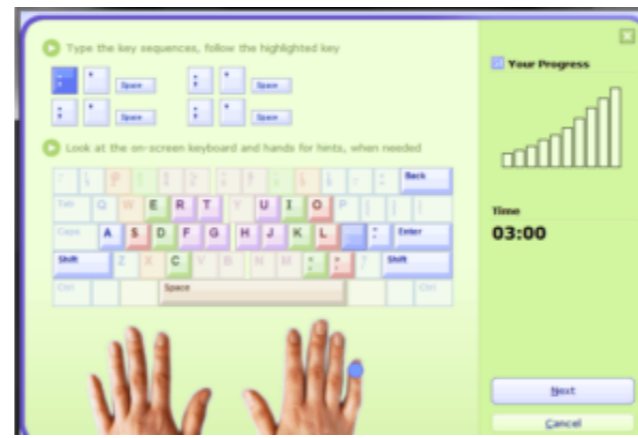 Type the key sequences, follow the highlighted key
Space Space
Space Space
Look at the on-screen keyboard and hands for hints, when needed
Back
Tab Q W E R T Y U I O P [ ]
Caps A S D F G H J K L Enter
Shift Z X C V B N M Shift
Ctrl Space Ctrl
Your Progress
Time
03:00
Next
Cancel